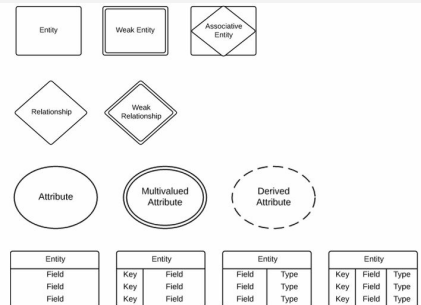 Entity
Weak Entity
Associative
Entity
Relationship
Weak
Relationship
Attribute
Multivalued
Attribute
Derived
Attribute
Entity
Field
Field
Field
Entity
Key Field
Key Field
Key Field
Entity
Field Type
Field Type
Field Type
Entity
Key Field Type
Key Field Type
Key Field Type